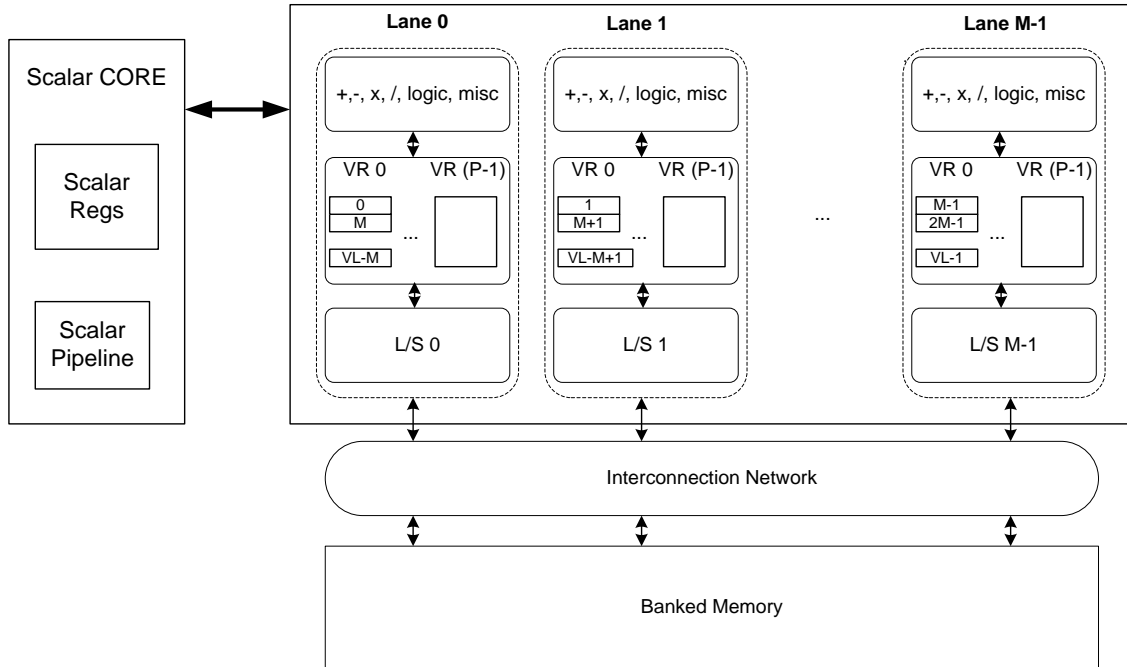 Lane 0
Lane 1
Lane M-1
Scalar CORE
+,-, x, /, logic, misc
+,-, x, /, logic, misc
+,-, x, /, logic, misc
Scalar
Regs
VR 0
VR (P-1)
VR 0
VR (P-1)
VR 0
VR (P-1)
0
M
...
VL-M
1
M+1
...
VL-M+1
...
M-1
2M-1
...
VL-1
Scalar
Pipeline
L/S 0
L/S 1
L/S M-1
Interconnection Network
Banked Memory